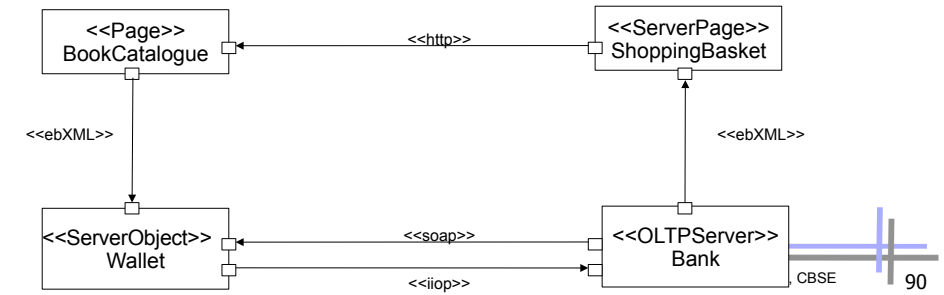 <<Page>>
BookCatalogue
<<http>>
<<ServerPage>>
ShoppingBasket
<<ebXML>>
<<ebXML>>
<<ServerObject>>
Wallet
<<soap>>
<<iiop>>
<<OLTPServer>>
Bank
, CBSE
90